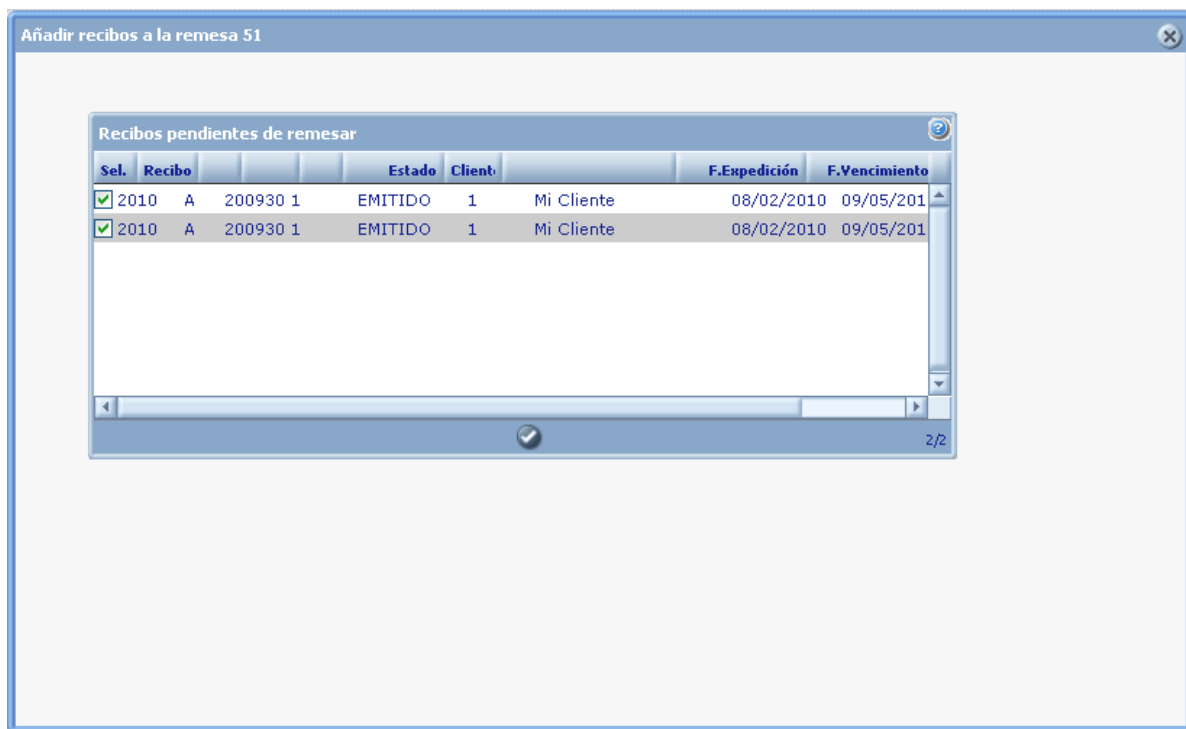 Añadir recibos a la remesa 51
Recibos pendientes de remesar
Sel. Recibo Estado Client F.Expedición F.Vencimiento
2010 A 200930 1 EMITIDO 1 Mi Cliente 08/02/2010 09/05/201
2010 A 200930 1 EMITIDO 1 Mi Cliente 08/02/2010 09/05/201
2/2